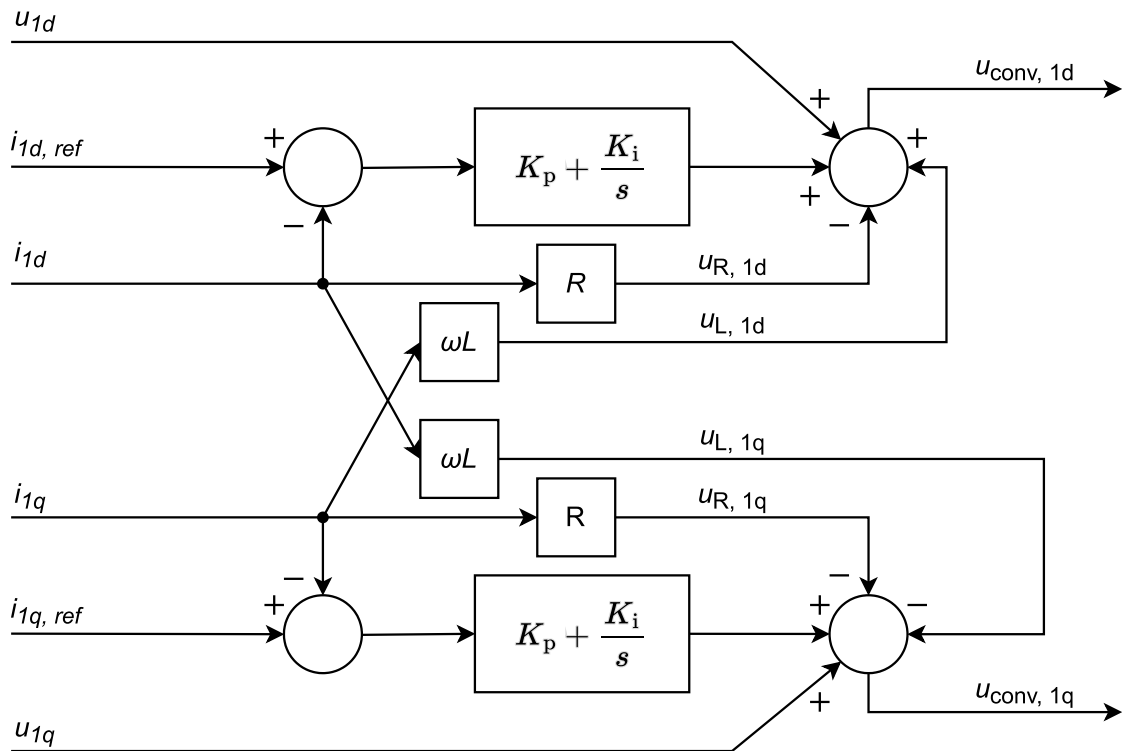 u1d
uconv, 1d
+
+
i1d, ref
+
Kp + Ki/s
+
−
−
i1d
R
uR, 1d
ωL
uL, 1d
ωL
uL, 1q
i1q
R
uR, 1q
−
−
i1q, ref
+
Kp + Ki/s
+
−
uconv, 1q
+
u1q